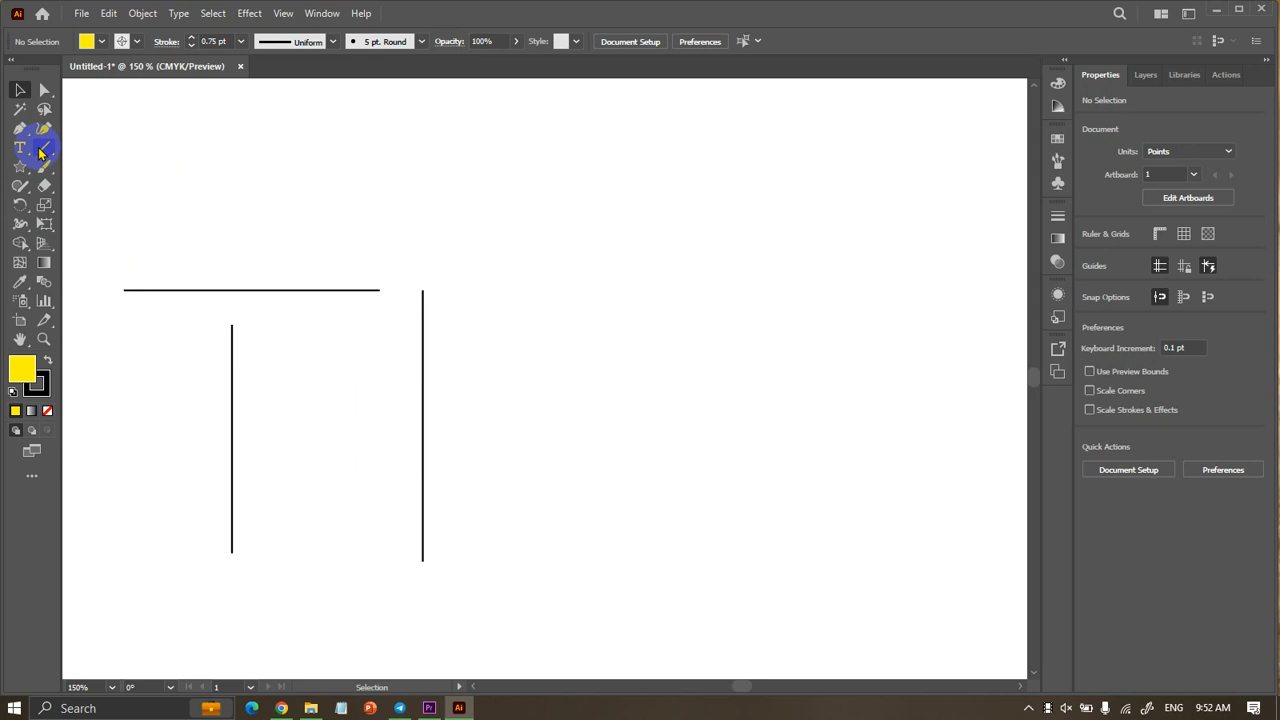 Ai File Edit Object Type Select Effect View Window Help
No Selection Stroke: 0.75 pt Uniform 5 pt. Round Opacity: 100% Style: Document Setup Preferences
Untitled-1* @ 150 % (CMYK/Preview)
Properties Layers Libraries Actions
No Selection
Document
Units: Points
Artboard: 1
Edit Artboards
Ruler & Grids
Guides
Snap Options
Preferences
Keyboard Increment: 0.1 pt
Use Preview Bounds
Scale Corners
Scale Strokes & Effects
Quick Actions
Document Setup Preferences
150% 0° 1 Selection
Search Pr Ai 9:52 AM